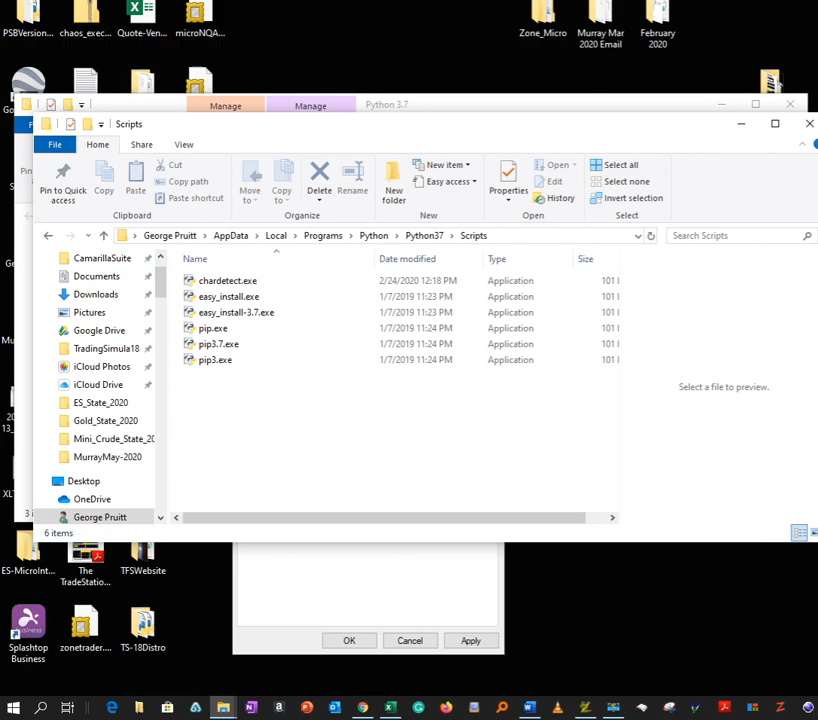 PSBVersion...
chaos_exec...
Quote-Ven...
microNQA...
Zone_Micro
Murray Mar
2020 Email
February
2020
Manage
Manage
Python 3.7
Scripts
File
Home
Share
View
Pin to Quick
access
Copy
Paste
Cut
Copy path
Paste shortcut
Clipboard
Move
to
Copy
to
Delete
Rename
Organize
New
folder
New item
Easy access
New
Properties
Open
Edit
History
Open
Select all
Select none
Invert selection
Select
George Pruitt
AppData
Local
Programs
Python
Python37
Scripts
Search Scripts
CamarillaSuite
Documents
Downloads
Pictures
Google Drive
TradingSimula18
iCloud Photos
iCloud Drive
ES_State_2020
Gold_State_2020
Mini_Crude_State_20
MurrayMay-2020
Desktop
OneDrive
George Pruitt
Name
Date modified
Type
Size
chardetect.exe 2/24/2020 12:18 PM Application 101
easy_install.exe 1/7/2019 11:23 PM Application 101
easy_install-3.7.exe 1/7/2019 11:23 PM Application 101
pip.exe 1/7/2019 11:24 PM Application 101
pip3.7.exe 1/7/2019 11:24 PM Application 101
pip3.exe 1/7/2019 11:24 PM Application 101
Select a file to preview.
6 items
ES-MicroInt...
The
TradeStatio...
TFSWebsite
Splashtop
Business
zonetrader....
TS-18Distro
OK
Cancel
Apply